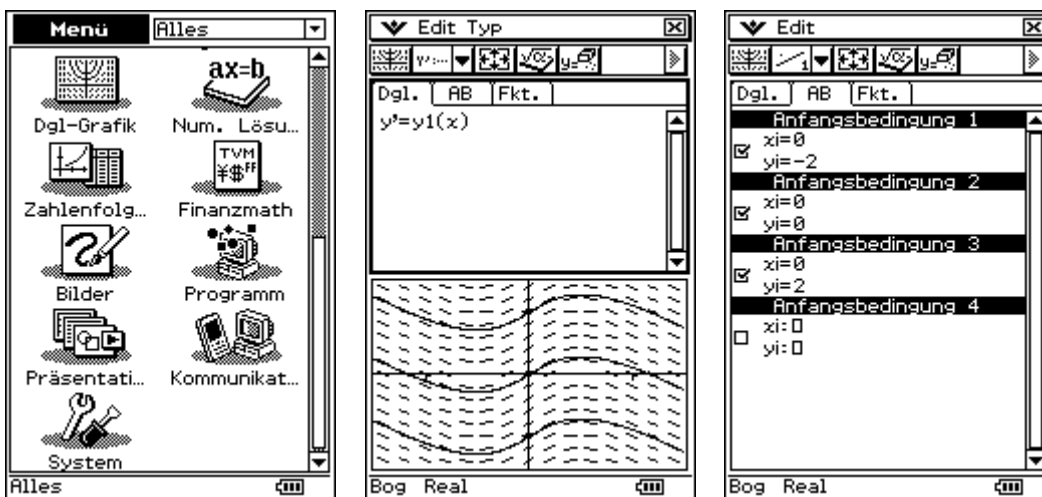 Menü Alles
ax=b
Dgl-Grafik Num. Lösu...
TVM
¥$FF
Zahlenfolg... Finanzmath
Bilder Programm
Präsentati... Kommunikat...
System
Alles
Edit Typ
Dgl. AB Fkt.
y'=y1(x)
Bog Real
Edit
Dgl. AB Fkt.
Anfangsbedingung 1
xi=0
yi=-2
Anfangsbedingung 2
xi=0
yi=0
Anfangsbedingung 3
xi=0
yi=2
Anfangsbedingung 4
xi:▯
yi:▯
Bog Real